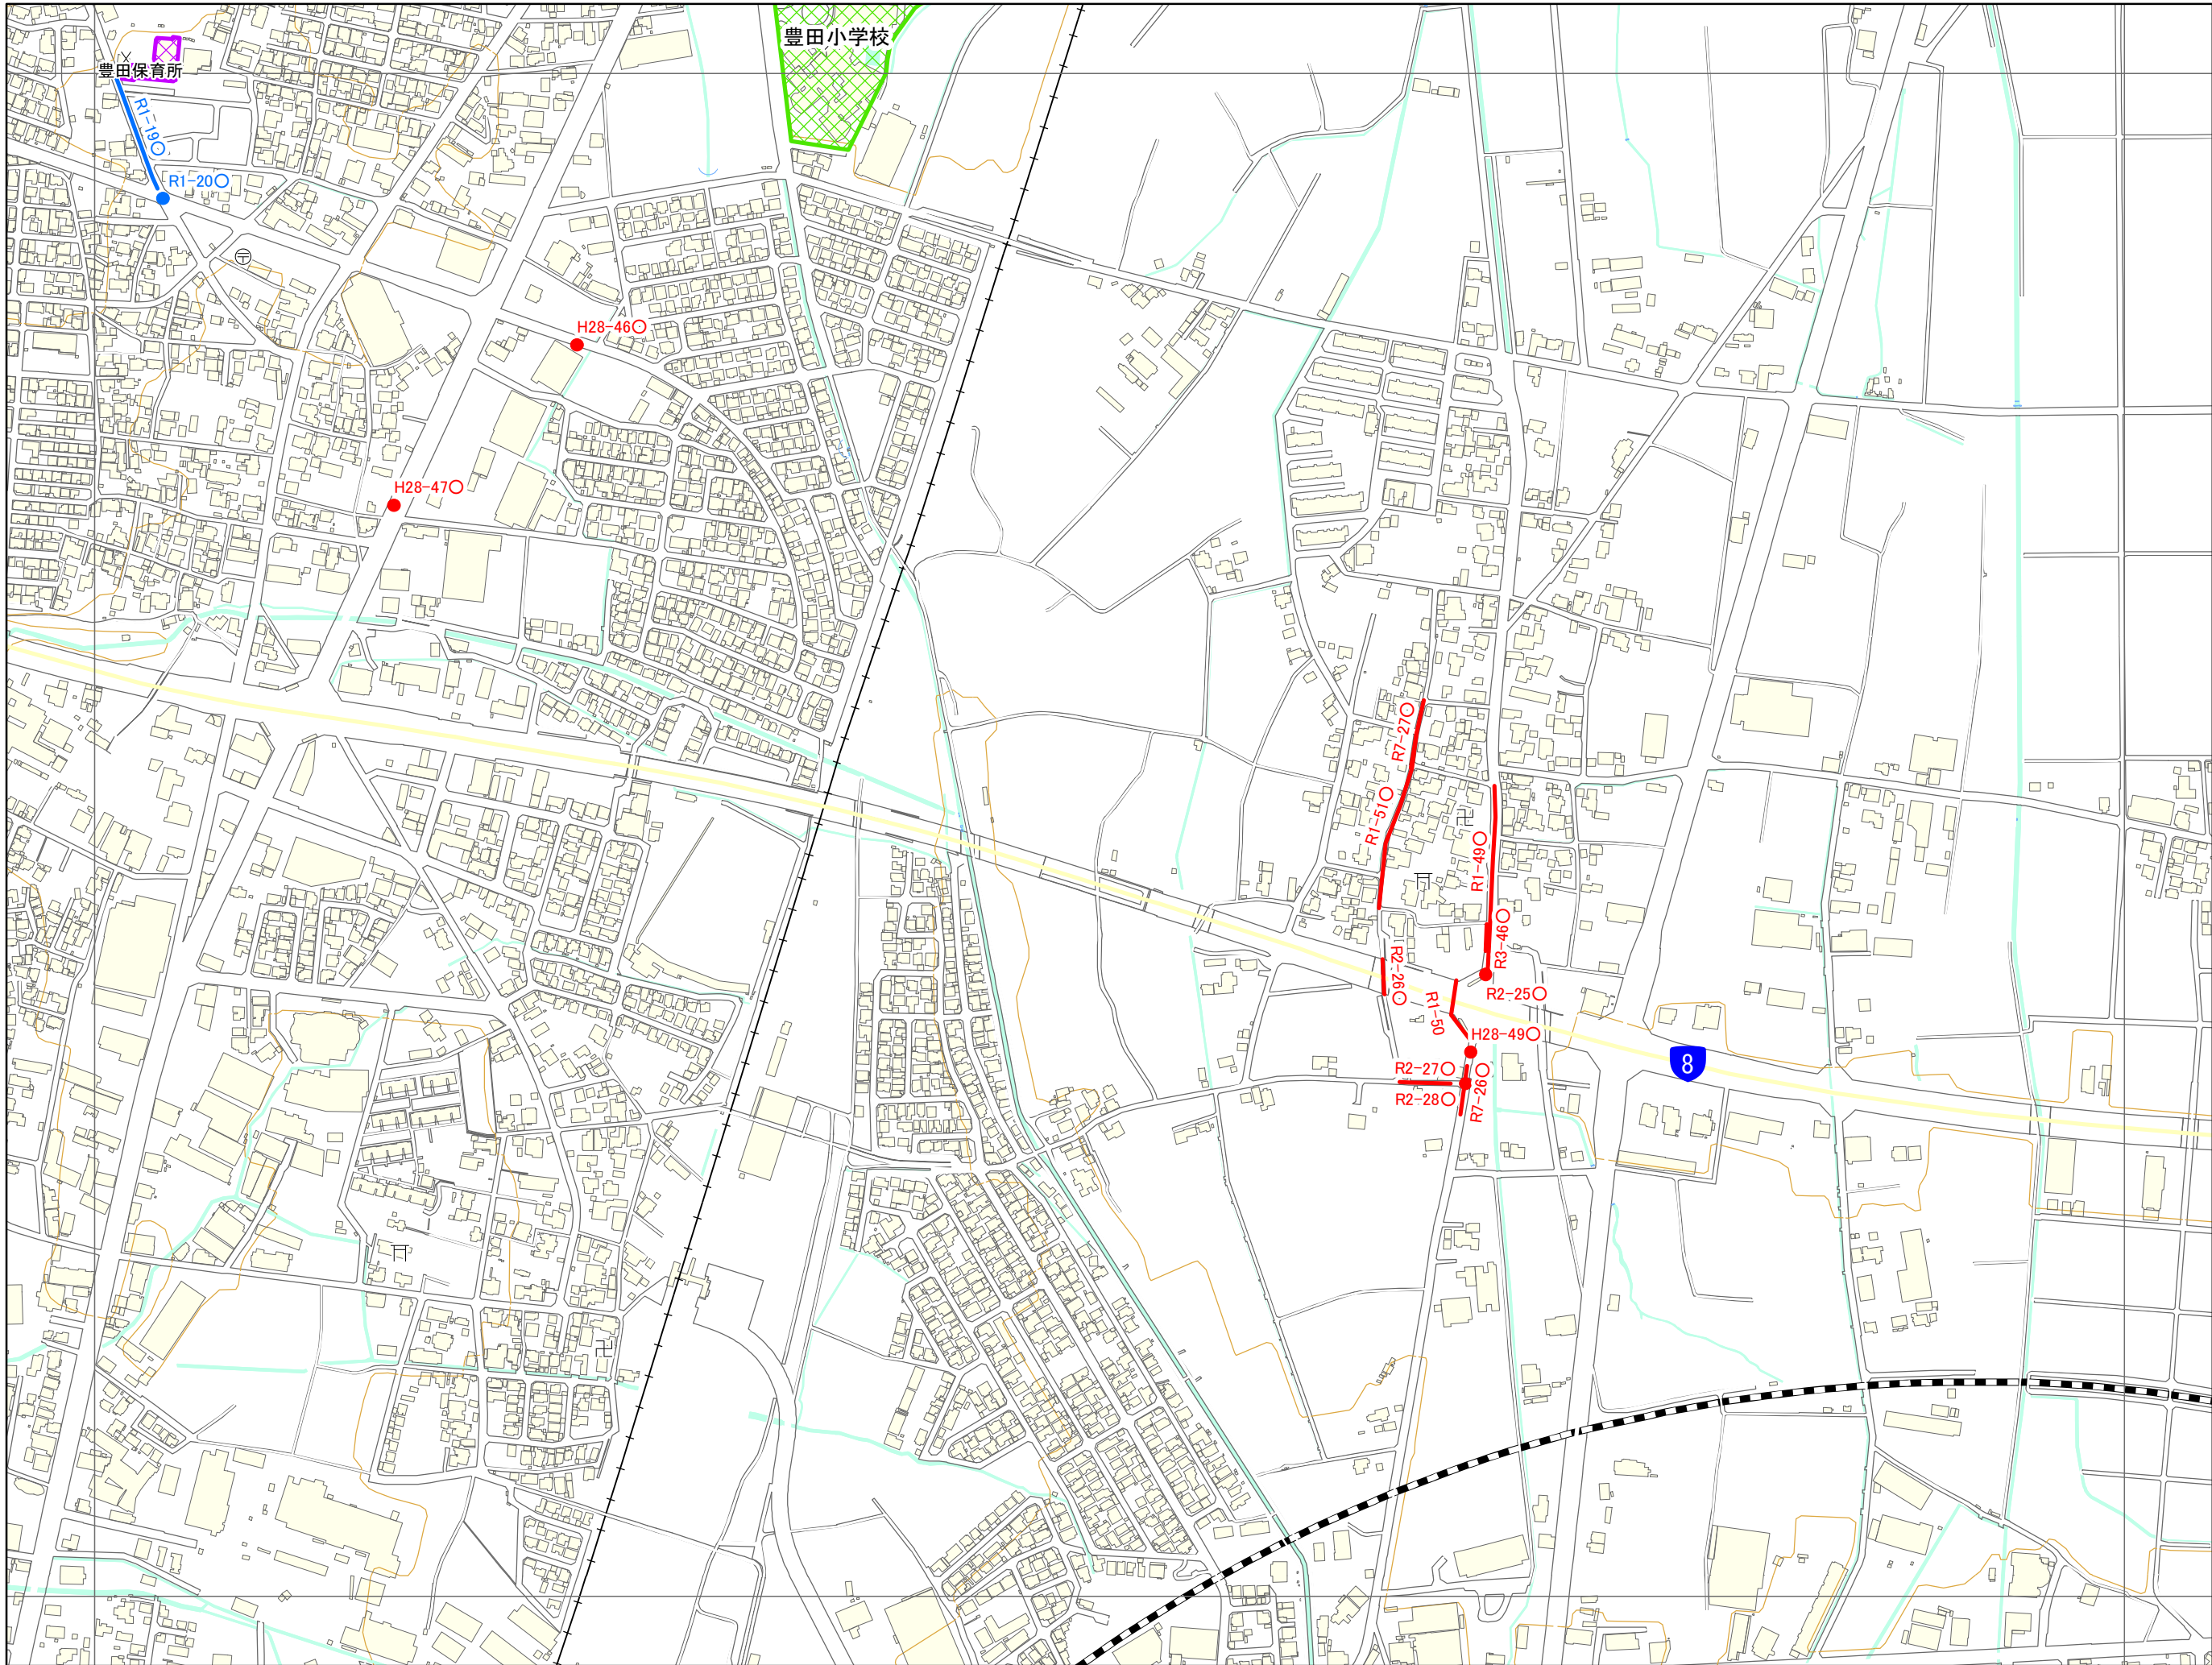 豊田小学校
豊田保育所
R1-19○
R1-20○
H28-46○
H28-47○
R7-27○
R1-51○
R1-49○
R3-46○
R2-26○
R2-25○
R1-50
H28-49○
8
R2-27○
R2-28○
R7-26○